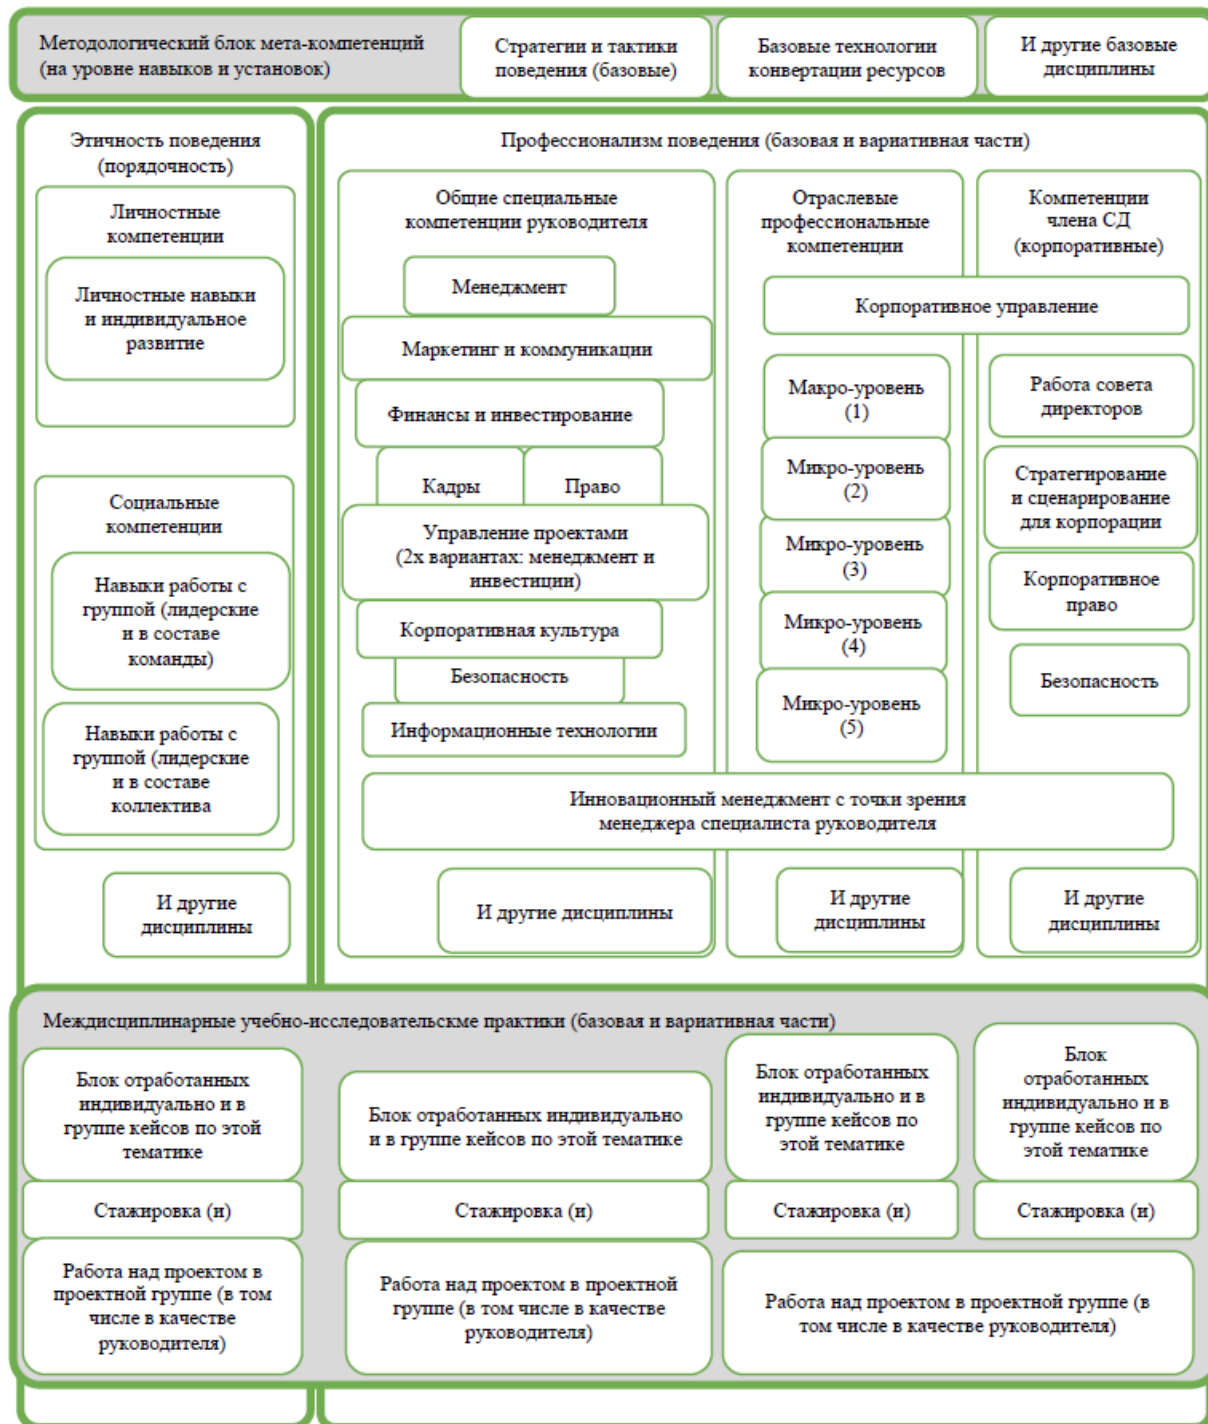 Методологический блок мета-компетенций
(на уровне навыков и установок)
Стратегии и тактики
поведения (базовые)
Базовые технологии
конвертации ресурсов
И другие базовые
дисциплины
Этичность поведения
(порядочность)
Личностные
компетенции
Личностные навыки
и индивидуальное
развитие
Социальные
компетенции
Навыки работы с
группой (лидерские
и в составе
команды)
Навыки работы с
группой (лидерские
и в составе
коллектива
И другие
дисциплины
Профессионализм поведения (базовая и вариативная части)
Общие специальные
компетенции руководителя
Менеджмент
Маркетинг и коммуникации
Финансы и инвестирование
Кадры
Право
Управление проектами
(2х вариантах: менеджмент и
инвестиции)
Корпоративная культура
Безопасность
Информационные технологии
Отраслевые
профессиональные
компетенции
Компетенции
члена СД
(корпоративные)
Корпоративное управление
Макро-уровень
(1)
Микро-уровень
(2)
Микро-уровень
(3)
Микро-уровень
(4)
Микро-уровень
(5)
Работа совета
директоров
Стратегирование
и сценарирование
для корпорации
Корпоративное
право
Безопасность
Инновационный менеджмент с точки зрения
менеджера специалиста руководителя
И другие дисциплины
И другие
дисциплины
И другие
дисциплины
Междисциплинарные учебно-исследовательскме практики (базовая и вариативная части)
Блок отработанных
индивидуально и в
группе кейсов по этой
тематике
Блок отработанных индивидуально
и в группе кейсов по этой тематике
Блок отработанных
индивидуально и в
группе кейсов по
этой тематике
Блок
отработанных
индивидуально и в
группе кейсов по
этой тематике
Стажировка (и)
Стажировка (и)
Стажировка (и)
Стажировка (и)
Работа над проектом в
проектной группе (в том
числе в качестве
руководителя)
Работа над проектом в проектной
группе (в том числе в качестве
руководителя)
Работа над проектом в проектной группе (в
том числе в качестве руководителя)